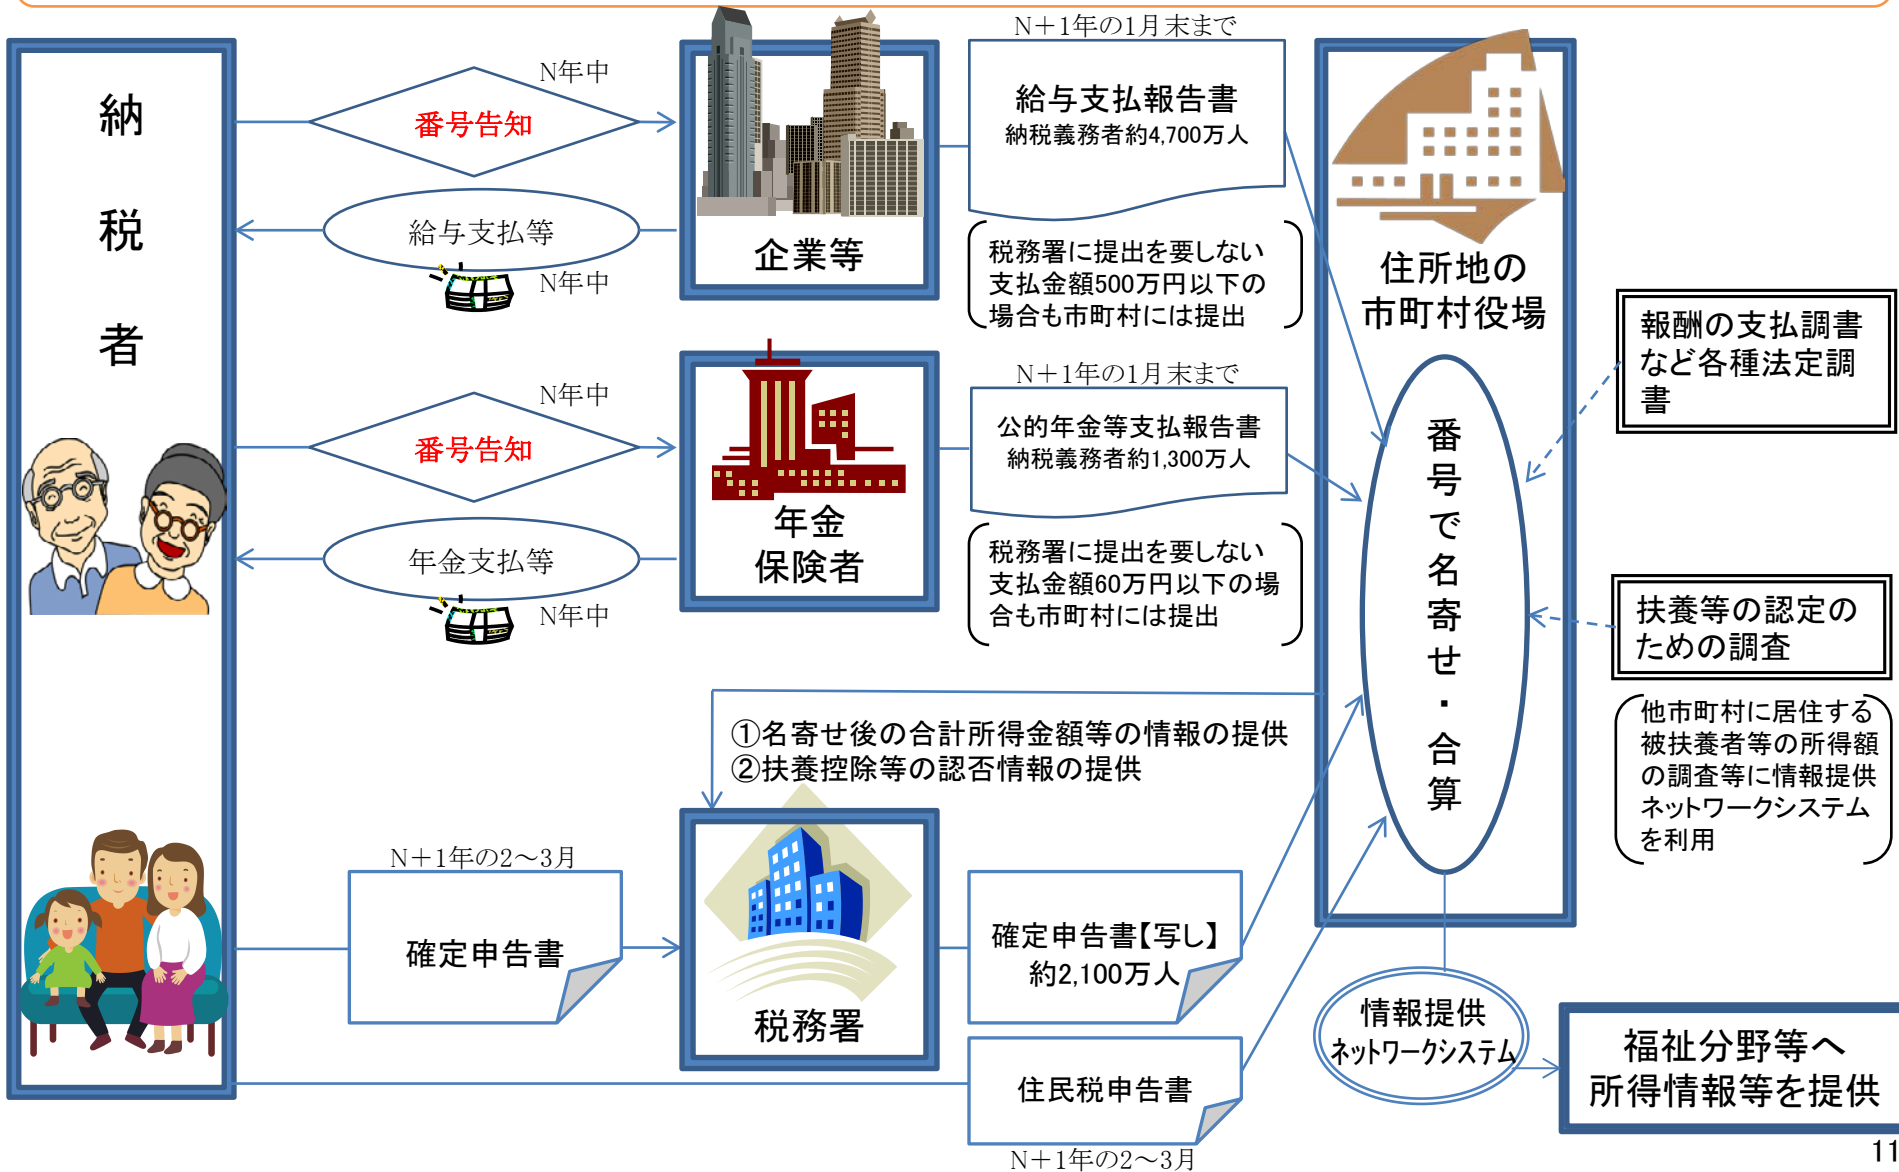 納税者
N年中
番号告知
給与支払等
N年中
企業等
N＋1年の1月末まで
給与支払報告書
納税義務者約4,700万人
税務署に提出を要しない
支払金額500万円以下の
場合も市町村には提出
N年中
番号告知
年金支払等
N年中
年金
保険者
N＋1年の1月末まで
公的年金等支払報告書
納税義務者約1,300万人
税務署に提出を要しない
支払金額60万円以下の場
合も市町村には提出
住所地の
市町村役場
番号で名寄せ・合算
報酬の支払調書
など各種法定調
書
扶養等の認定の
ための調査
他市町村に居住する
被扶養者等の所得額
の調査等に情報提供
ネットワークシステム
を利用
①名寄せ後の合計所得金額等の情報の提供
②扶養控除等の認否情報の提供
N＋1年の2～3月
確定申告書
税務署
確定申告書【写し】
約2,100万人
住民税申告書
N＋1年の2～3月
情報提供
ネットワークシステム
福祉分野等へ
所得情報等を提供
11